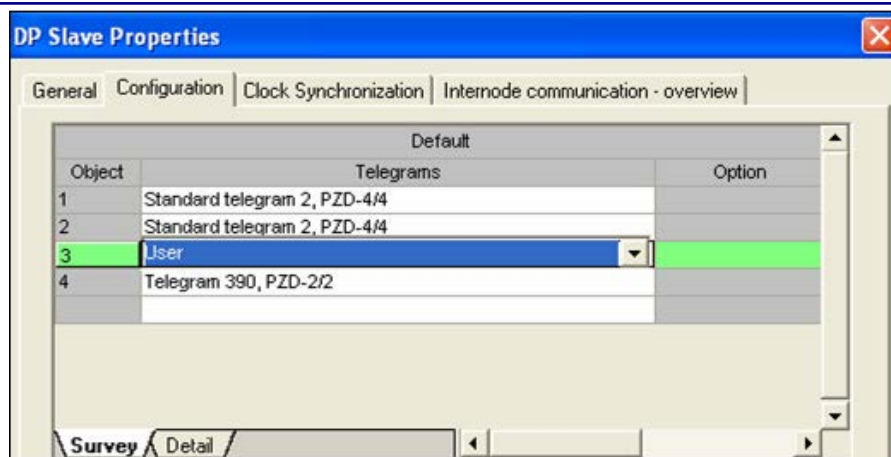 DP Slave Properties
General Configuration Clock Synchronization Internode communication - overview
Default
Object Telegrams Option
1 Standard telegram 2, PZD-4/4
2 Standard telegram 2, PZD-4/4
3 User
4 Telegram 390, PZD-2/2
Survey Detail